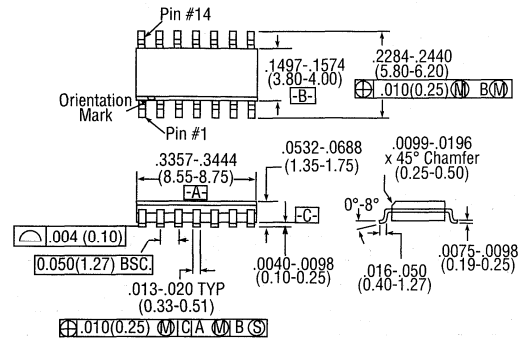 Pin #14
.1497-.1574
(3.80-4.00)
-B-
.2284-.2440
(5.80-6.20)
⌖ .010(0.25)Ⓜ BⓂ
Orientation
Mark
Pin #1
.3357-.3444
(8.55-8.75)
-A-
.0532-.0688
(1.35-1.75)
.0099-.0196
x 45° Chamfer
(0.25-0.50)
-C-
0°-8°
⌓ .004 (0.10)
0.050(1.27) BSC.
.0040-.0098
(0.10-0.25)
.0075-.0098
(0.19-0.25)
.016-.050
(0.40-1.27)
.013-.020 TYP
(0.33-0.51)
⌖ .010(0.25) Ⓜ C A Ⓜ B Ⓢ